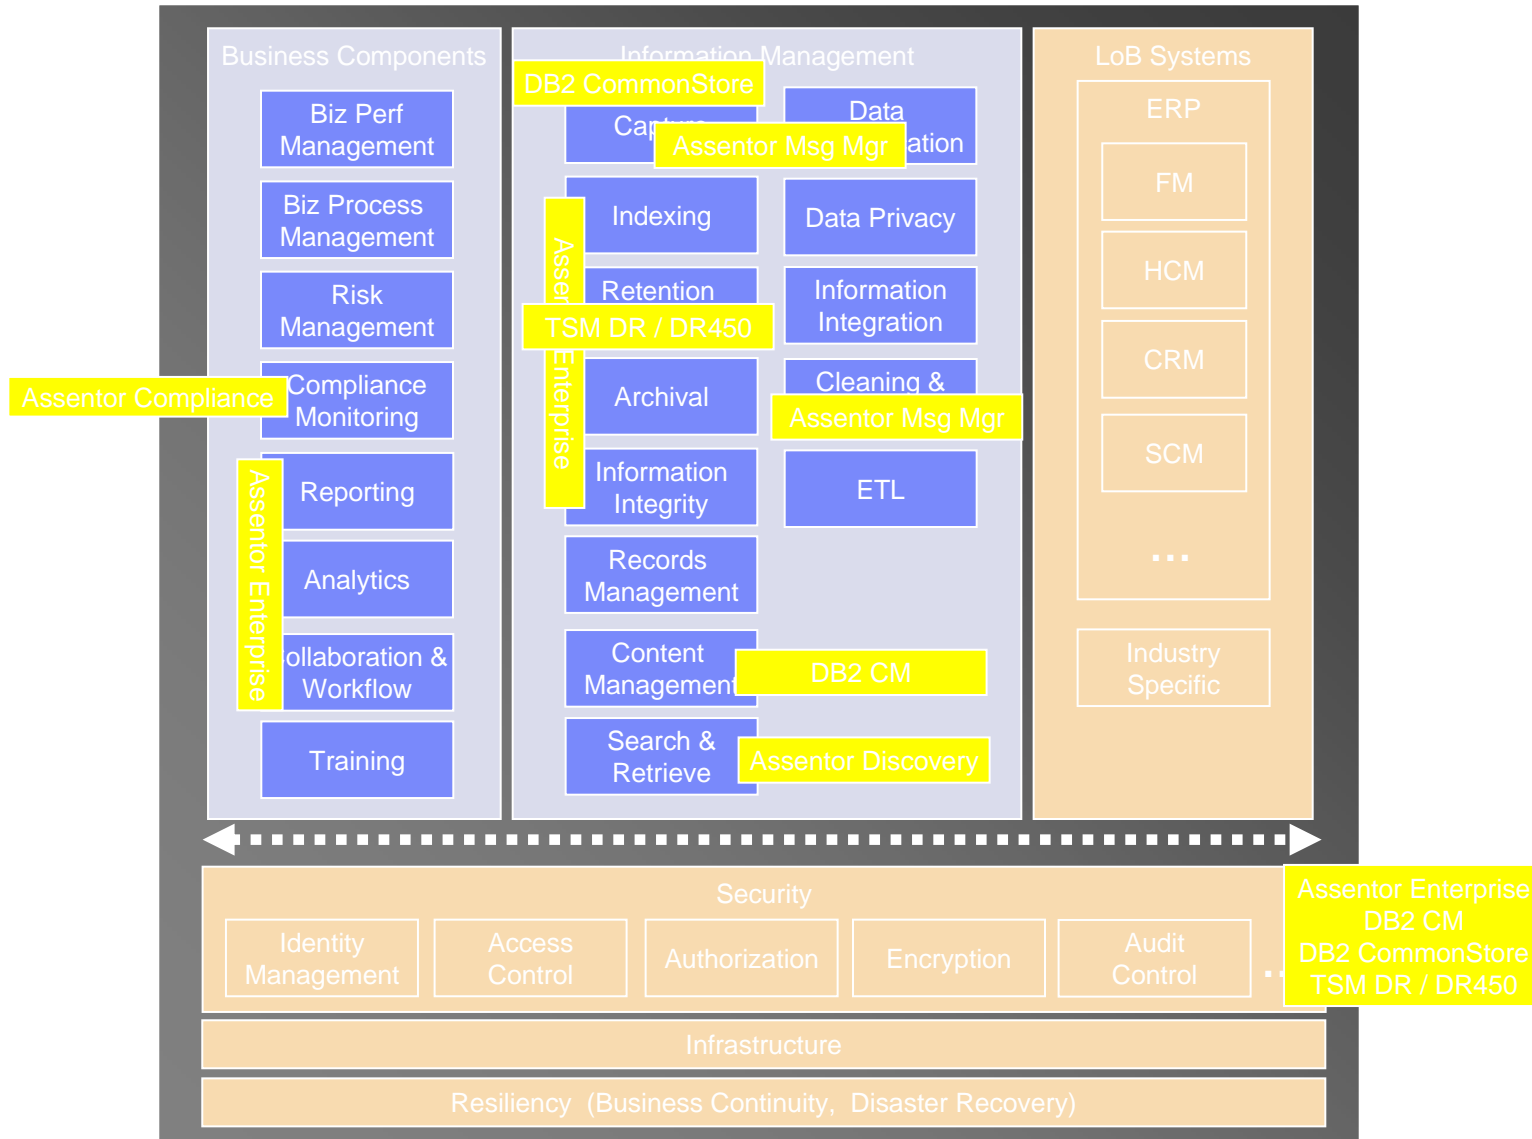 Business Components
Biz Perf
Management
Biz Process
Management
Risk
Management
Assentor Compliance
Compliance
Monitoring
Assentor Enterprise
Reporting
Analytics
Collaboration &
Workflow
Training
Information Management
DB2 CommonStore
Capture
Assentor Msg Mgr
Data
Indexing
Assentor Enterprise
Retention
TSM DR / DR450
Archival
Information
Integrity
Records
Management
Content
Management
DB2 CM
Search &
Retrieve
Assentor Discovery
Data Privacy
Information
Integration
Cleaning &
Assentor Msg Mgr
ETL
LoB Systems
ERP
FM
HCM
CRM
SCM
...
Industry
Specific
Security
Identity
Management
Access
Control
Authorization
Encryption
Audit
Control
Assentor Enterprise
DB2 CM
DB2 CommonStore
TSM DR / DR450
Infrastructure
Resiliency (Business Continuity, Disaster Recovery)